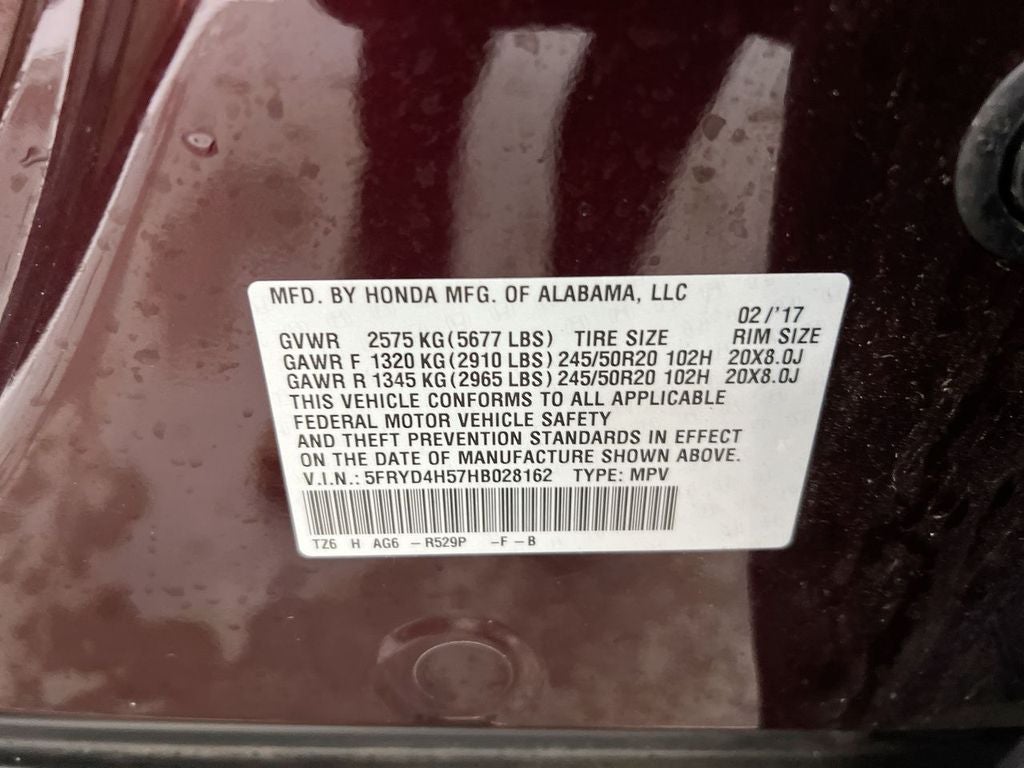 MFD. BY HONDA MFG. OF ALABAMA, LLC
02/'17
GVWR 2575 KG(5677 LBS) TIRE SIZE RIM SIZE
GAWR F 1320 KG(2910 LBS) 245/50R20 102H 20X8.0J
GAWR R 1345 KG(2965 LBS) 245/50R20 102H 20X8.0J
THIS VEHICLE CONFORMS TO ALL APPLICABLE
FEDERAL MOTOR VEHICLE SAFETY
AND THEFT PREVENTION STANDARDS IN EFFECT
ON THE DATE OF MANUFACTURE SHOWN ABOVE.
V.I.N.: 5FRYD4H57HB028162 TYPE: MPV
TZ6 H AG6 -R529P -F-B